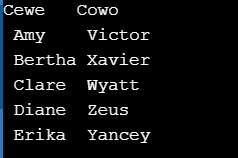 Cewe Cowo
Amy Victor
Bertha Xavier
Clare Wyatt
Diane Zeus
Erika Yancey